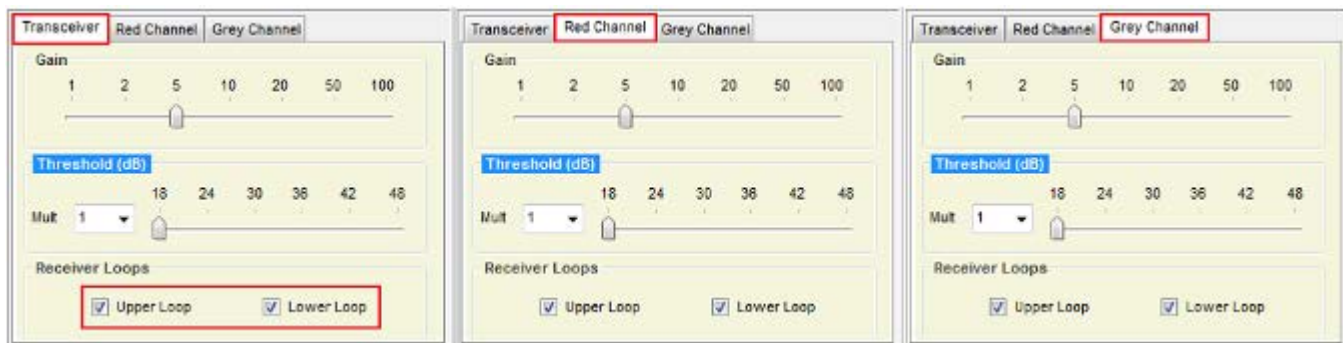 Transceiver Red Channel Grey Channel
Gain
1 2 5 10 20 50 100
Threshold (dB)
18 24 30 36 42 48
Mult 1
Receiver Loops
Upper Loop Lower Loop
Transceiver Red Channel Grey Channel
Gain
1 2 5 10 20 50 100
Threshold (dB)
18 24 30 36 42 48
Mult 1
Receiver Loops
Upper Loop Lower Loop
Transceiver Red Channel Grey Channel
Gain
1 2 5 10 20 50 100
Threshold (dB)
18 24 30 36 42 48
Mult 1
Receiver Loops
Upper Loop Lower Loop